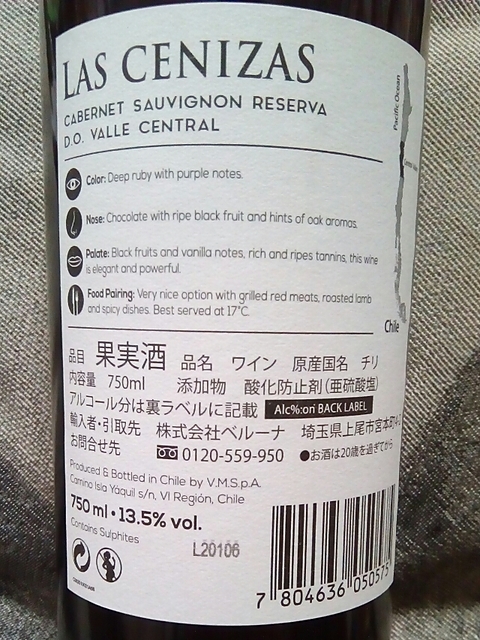 LAS CENIZAS
CABERNET SAUVIGNON RESERVA
D.O. VALLE CENTRAL
Pacific Ocean
Color: Deep ruby with purple notes.
Nose: Chocolate with ripe black fruit and hints of oak aromas.
Palate: Black fruits and vanilla notes, rich and ripes tannins, this wine
is elegant and powerful.
Food Pairing: Very nice option with grilled red meats, roasted lamb
and spicy dishes. Best served at 17°C.
Chile
品目 果実酒 品名 ワイン 原産国名 チリ
内容量 750ml 添加物 酸化防止剤(亜硫酸塩)
アルコール分は裏ラベルに記載 Alc%:on BACK LABEL
輸入者・引取先 株式会社ベルーナ 埼玉県上尾市宮本町4-
お問合せ先 0120-559-950 ●お酒は20歳を過ぎてから
Produced & Bottled in Chile by V.M.S.p.A.
Camino Isla Yáquil s/n, VI Región, Chile
750 ml • 13.5% vol.
Contains Sulphites
L20106
7 804636 050575